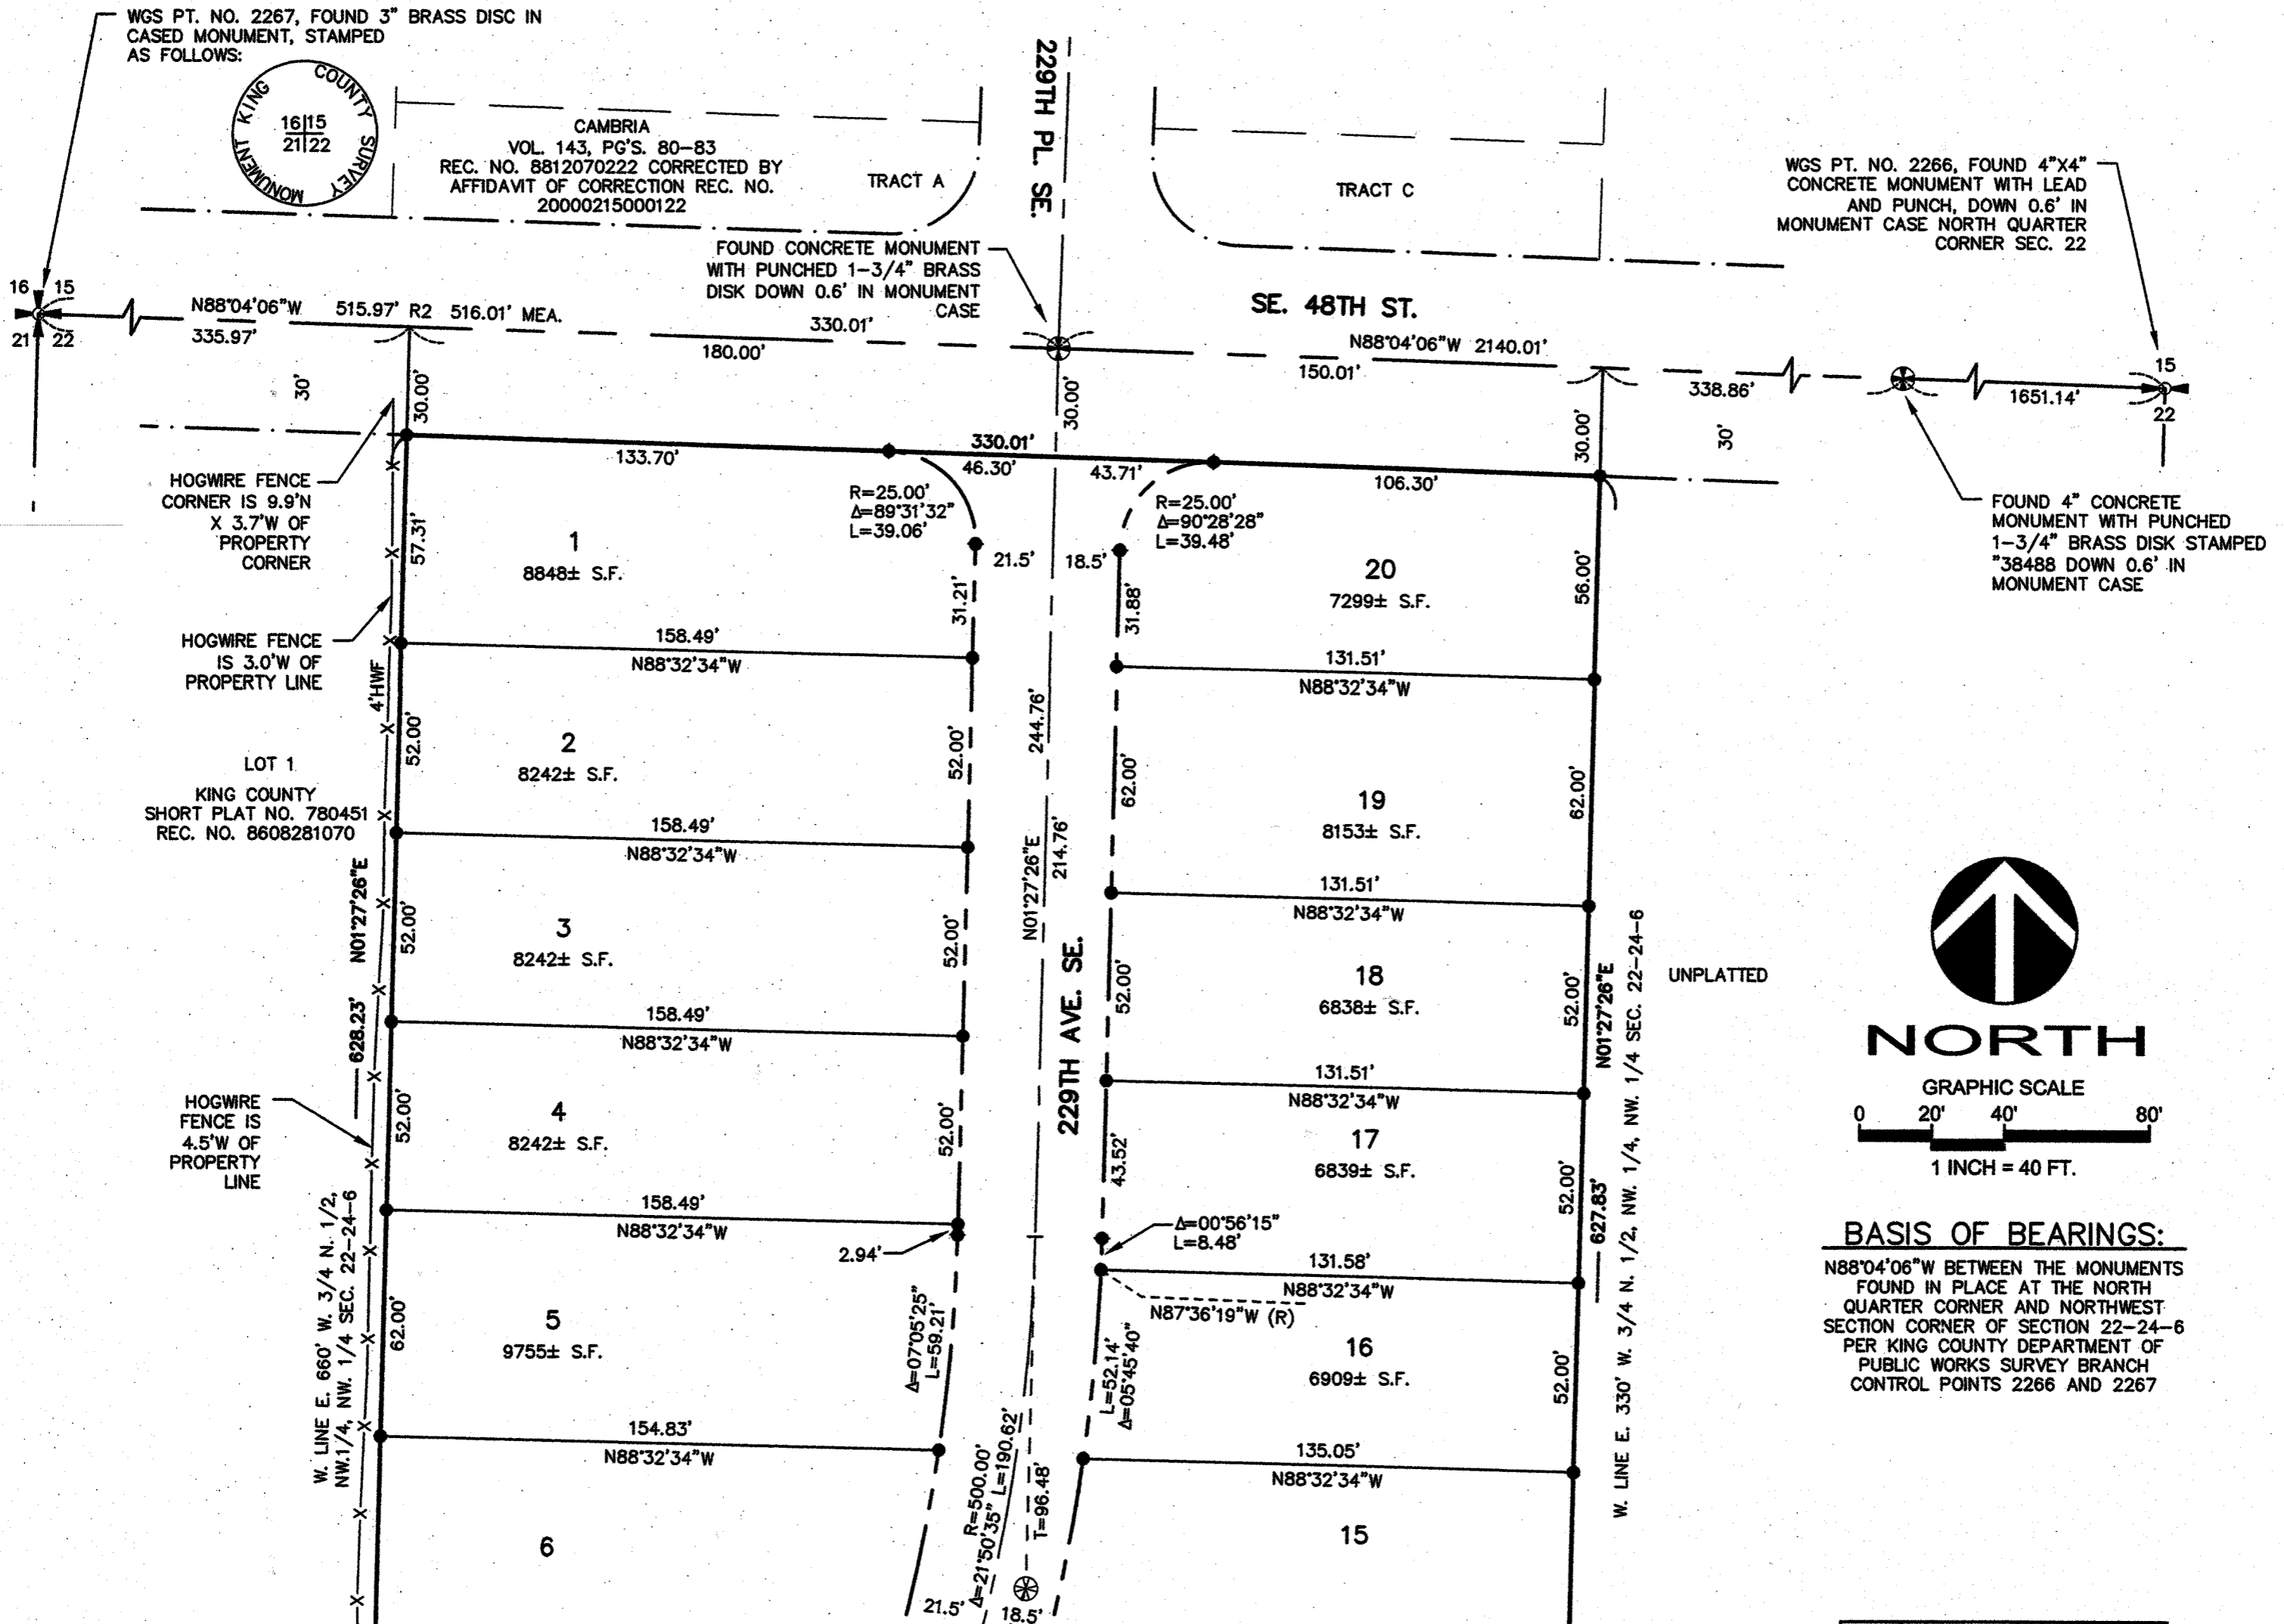 WGS PT. NO. 2267, FOUND 3" BRASS DISC IN
CASED MONUMENT, STAMPED
AS FOLLOWS:
KING COUNTY SURVEY MONUMENT
16|15
21|22
CAMBRIA
VOL. 143, PG'S. 80-83
REC. NO. 8812070222 CORRECTED BY
AFFIDAVIT OF CORRECTION REC. NO.
20000215000122
TRACT A
229TH PL. SE.
TRACT C
WGS PT. NO. 2266, FOUND 4"X4"
CONCRETE MONUMENT WITH LEAD
AND PUNCH, DOWN 0.6' IN
MONUMENT CASE NORTH QUARTER
CORNER SEC. 22
FOUND CONCRETE MONUMENT
WITH PUNCHED 1-3/4" BRASS
DISK DOWN 0.6' IN MONUMENT
CASE
SE. 48TH ST.
16 15
21 22
N88°04'06"W 515.97' R2 516.01' MEA.
335.97'
330.01'
180.00'
N88°04'06"W 2140.01'
150.01'
338.86'
1651.14'
15
22
30'
30.00'
30.00'
30.00'
30'
330.01'
133.70'
46.30'
43.71'
106.30'
HOGWIRE FENCE
CORNER IS 9.9'N
X 3.7'W OF
PROPERTY
CORNER
FOUND 4" CONCRETE
MONUMENT WITH PUNCHED
1-3/4" BRASS DISK STAMPED
"38488 DOWN 0.6' IN
MONUMENT CASE
R=25.00'
Δ=89°31'32"
L=39.06'
R=25.00'
Δ=90°28'28"
L=39.48'
21.5'
18.5'
57.31'
1
8848± S.F.
31.21'
31.88'
20
7299± S.F.
56.00'
HOGWIRE FENCE
IS 3.0'W OF
PROPERTY LINE
4'HWF
158.49'
N88°32'34"W
131.51'
N88°32'34"W
52.00'
2
8242± S.F.
52.00'
244.76'
62.00'
19
8153± S.F.
62.00'
LOT 1
KING COUNTY
SHORT PLAT NO. 780451
REC. NO. 8608281070
158.49'
N88°32'34"W
N01°27'26"E
214.76'
131.51'
N88°32'34"W
N01°27'26"E
628.23'
52.00'
3
8242± S.F.
52.00'
229TH AVE. SE.
52.00'
18
6838± S.F.
52.00'
N01°27'26"E
627.83'
UNPLATTED
158.49'
N88°32'34"W
131.51'
N88°32'34"W
HOGWIRE
FENCE IS
4.5'W OF
PROPERTY
LINE
52.00'
4
8242± S.F.
52.00'
43.52'
17
6839± S.F.
52.00'
158.49'
N88°32'34"W
2.94'
Δ=00°56'15"
L=8.48'
131.58'
N88°32'34"W
N87°36'19"W (R)
W. LINE E. 660' W. 3/4 N. 1/2,
NW.1/4, NW. 1/4 SEC. 22-24-6
62.00'
5
9755± S.F.
Δ=07°05'25"
L=59.21'
L=52.14'
Δ=05°45'40"
16
6909± S.F.
52.00'
W. LINE E. 330' W. 3/4 N. 1/2, NW. 1/4, NW. 1/4 SEC. 22-24-6
154.83'
N88°32'34"W
135.05'
N88°32'34"W
R=500.00'
Δ=21°50'35" L=190.62'
T=96.48'
6
21.5'
18.5'
15
NORTH
GRAPHIC SCALE
0 20' 40' 80'
1 INCH = 40 FT.
BASIS OF BEARINGS:
N88°04'06"W BETWEEN THE MONUMENTS
FOUND IN PLACE AT THE NORTH
QUARTER CORNER AND NORTHWEST
SECTION CORNER OF SECTION 22-24-6
PER KING COUNTY DEPARTMENT OF
PUBLIC WORKS SURVEY BRANCH
CONTROL POINTS 2266 AND 2267